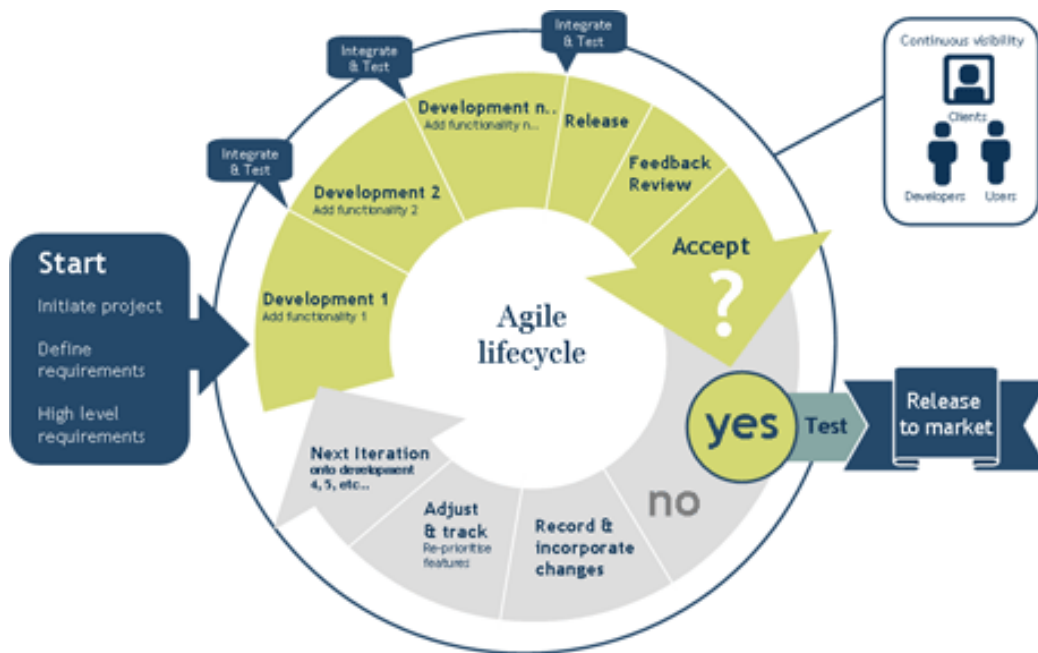 Start
Initiate project
Define
requirements
High level
requirements
Integrate
& Test
Integrate
& Test
Integrate
& Test
Development 1
Add functionality 1
Development 2
Add functionality 2
Development n..
Add functionality n...
Release
Feedback
Review
Accept
?
yes
Test
Release
to market
no
Record &
incorporate
changes
Adjust
& track
Re-prioritise
features
Next Iteration
onto development
4, 5, etc...
Agile
lifecycle
Continuous visibility
Clients
Developers Users